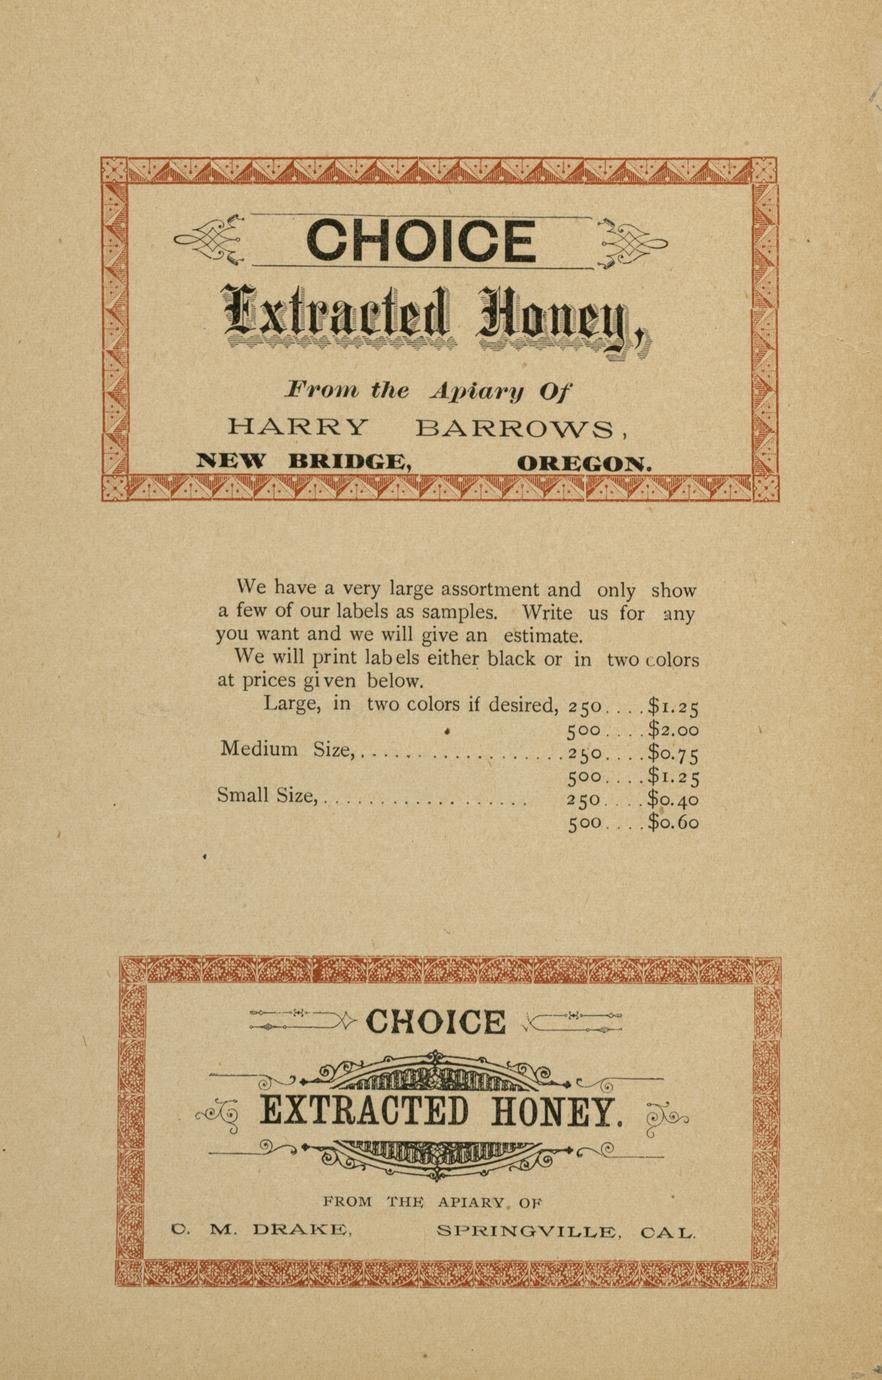 CHOICE
Extracted Honey,
From the Apiary Of
HARRY BARROWS,
NEW BRIDGE, OREGON.
We have a very large assortment and only show
a few of our labels as samples. Write us for any
you want and we will give an estimate.
We will print labels either black or in two colors
at prices given below.
Large, in two colors if desired, 250....$1.25
500....$2.00
Medium Size,...................250....$0.75
500....$1.25
Small Size,................... 250....$0.40
500....$0.60
CHOICE
EXTRACTED HONEY.
FROM THE APIARY OF
C. M. DRAKE, SPRINGVILLE, CAL.